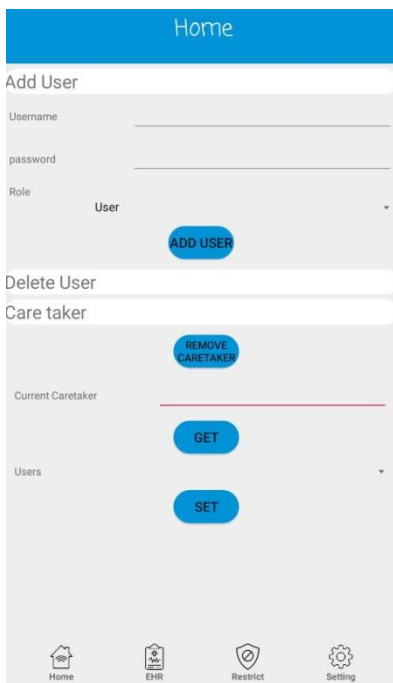 Home
Add User
Username
password
Role
User
ADD USER
Delete User
Care taker
REMOVE
CARETAKER
Current Caretaker
GET
Users
SET
Home EHR Restrict Setting